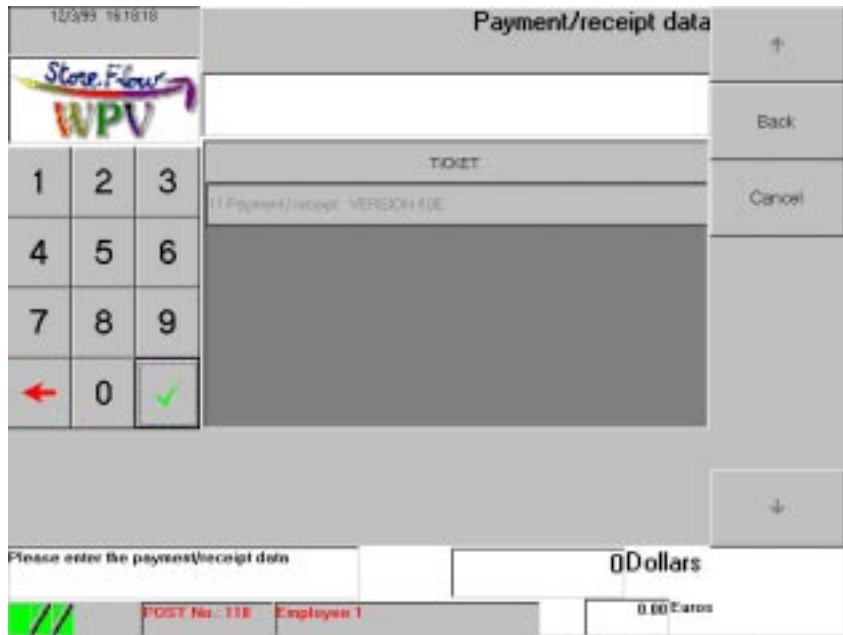 12/3/99 16:18:18
Payment/receipt data
Store.Flow
WPV
Back
TICKET
1 2 3
Cancel
Payment/receipt VERSION
4 5 6
7 8 9
0
Please enter the payment/receipt data
0 Dollars
POST No.: 118 Employee 1
0.00 Euros